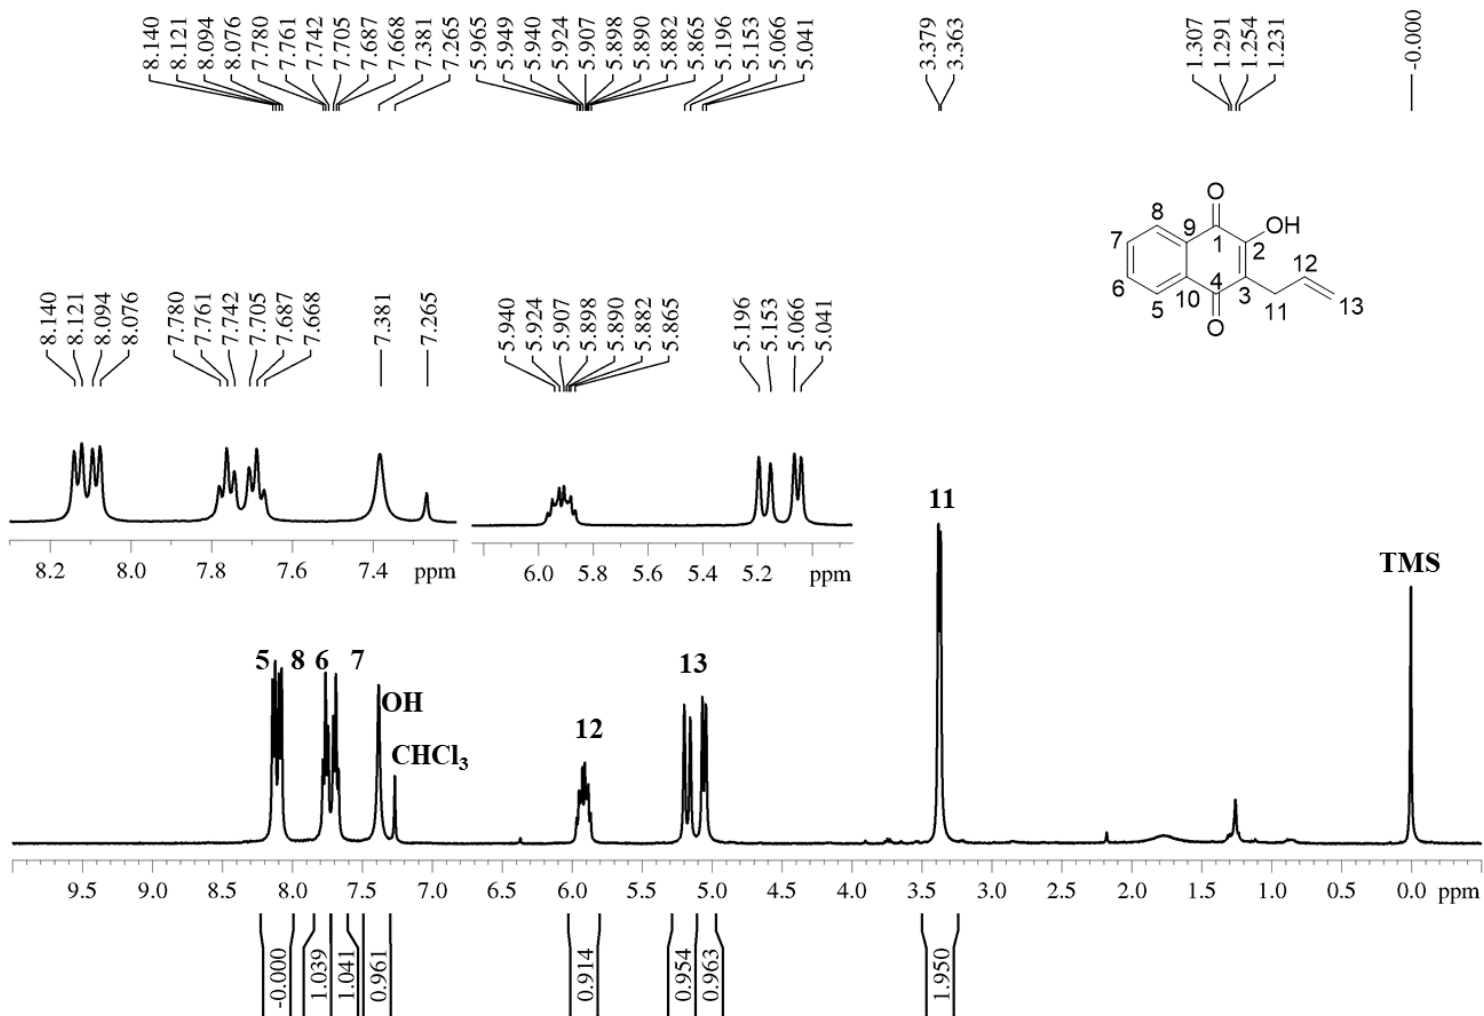 8.140 8.121 8.094 8.076 7.780 7.761 7.742 7.705 7.687 7.668 7.381 7.265 5.965 5.949 5.940 5.924 5.907 5.898 5.890 5.882 5.865 5.196 5.153 5.066 5.041 3.379 3.363 1.307 1.291 1.254 1.231 -0.000
O
8 9 1 2 OH
7 12
6 5 10 4 3 11 13
O
8.140 8.121 8.094 8.076 7.780 7.761 7.742 7.705 7.687 7.668 7.381 7.265 5.940 5.924 5.907 5.898 5.890 5.882 5.865 5.196 5.153 5.066 5.041
8.2 8.0 7.8 7.6 7.4 ppm 6.0 5.8 5.6 5.4 5.2 ppm
11
TMS
5 8 6 7 13
OH
12
CHCl3
9.5 9.0 8.5 8.0 7.5 7.0 6.5 6.0 5.5 5.0 4.5 4.0 3.5 3.0 2.5 2.0 1.5 1.0 0.5 0.0 ppm
-0.000 1.039 1.041 0.961 0.914 0.954 0.963 1.950